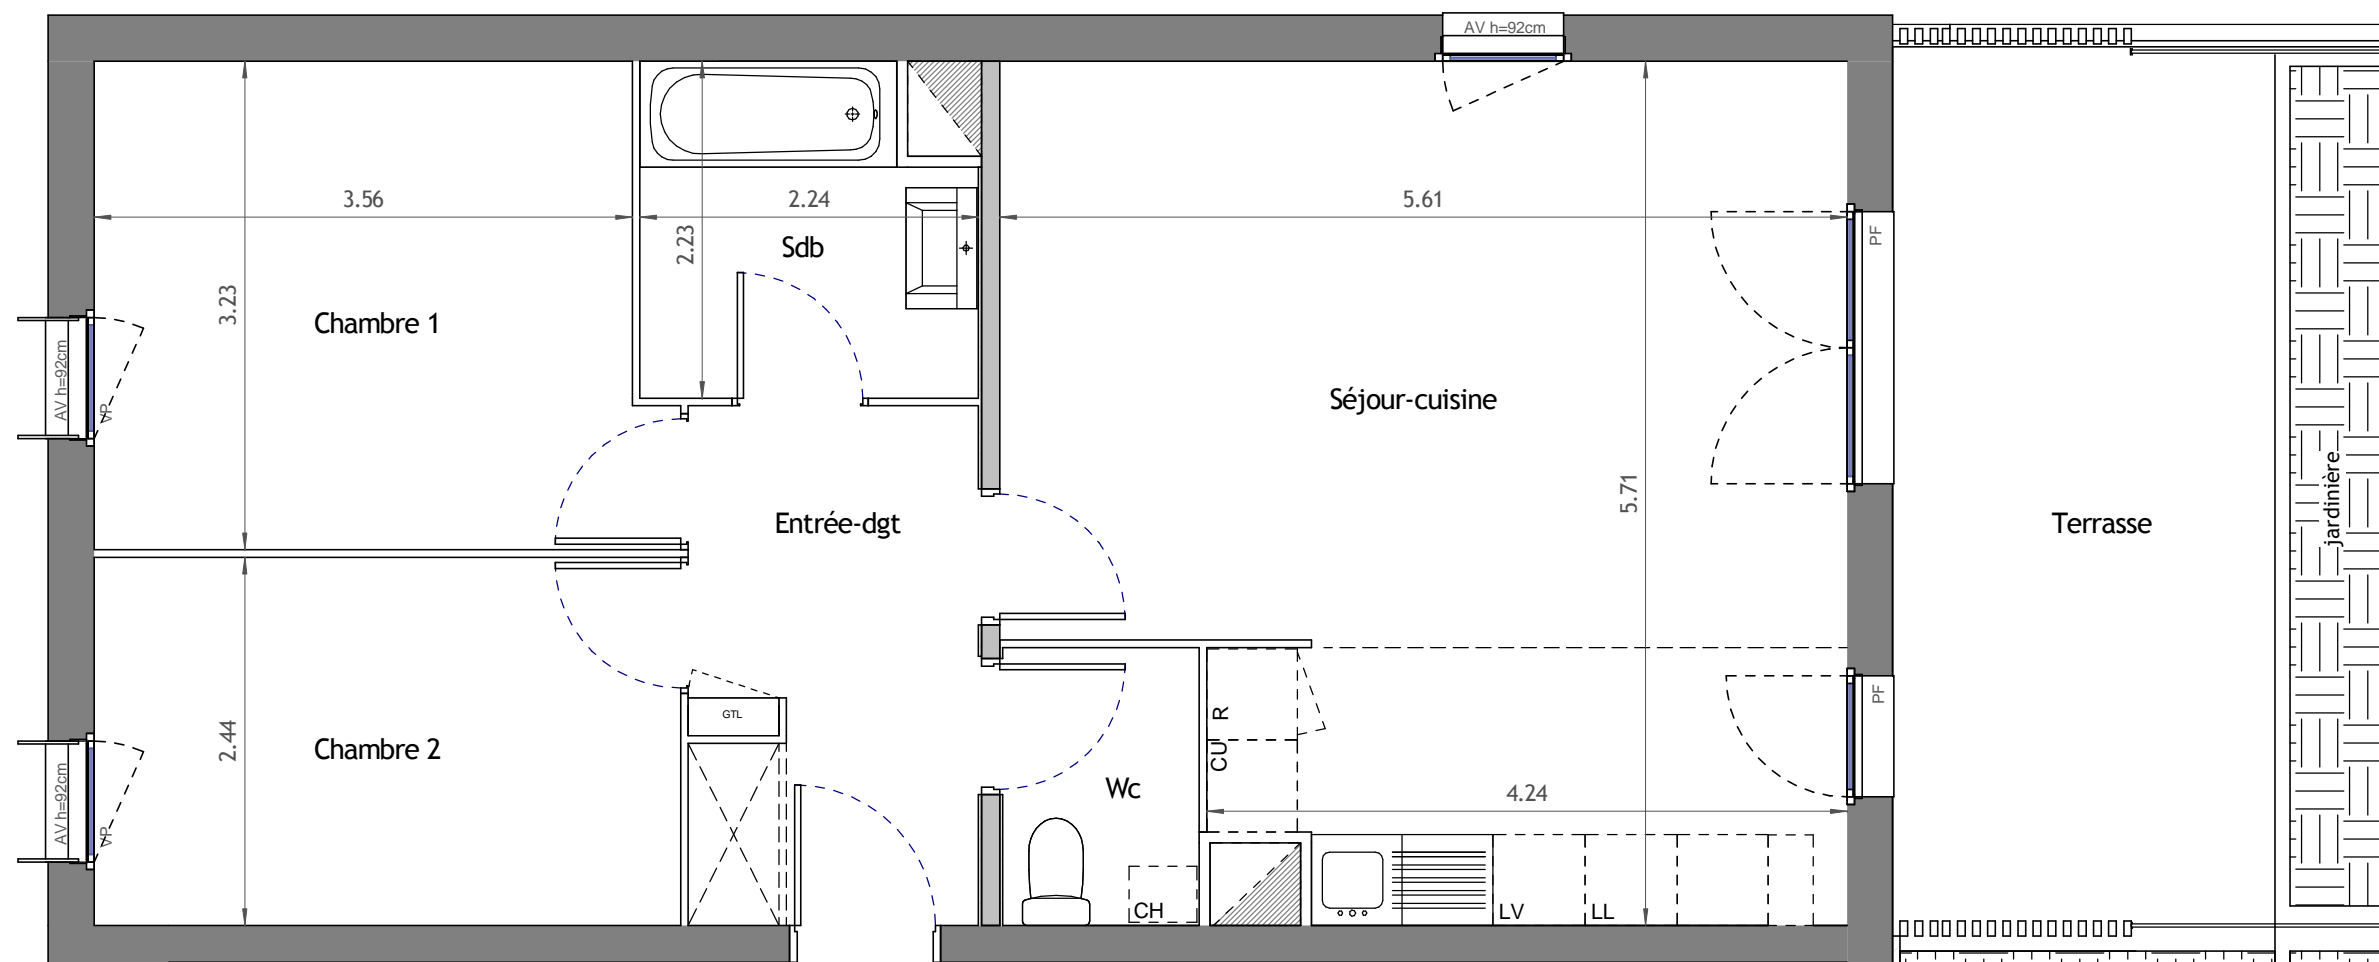 AV h=92cm
3.56
2.24
5.61
2.23
Sdb
PF
3.23
Chambre 1
AV h=92cm
VP
Séjour-cuisine
5.71
Entrée-dgt
Terrasse
jardinière
GTL
R
CU
PF
2.44
Chambre 2
AV h=92cm
VP
Wc
4.24
CH
LV
LL